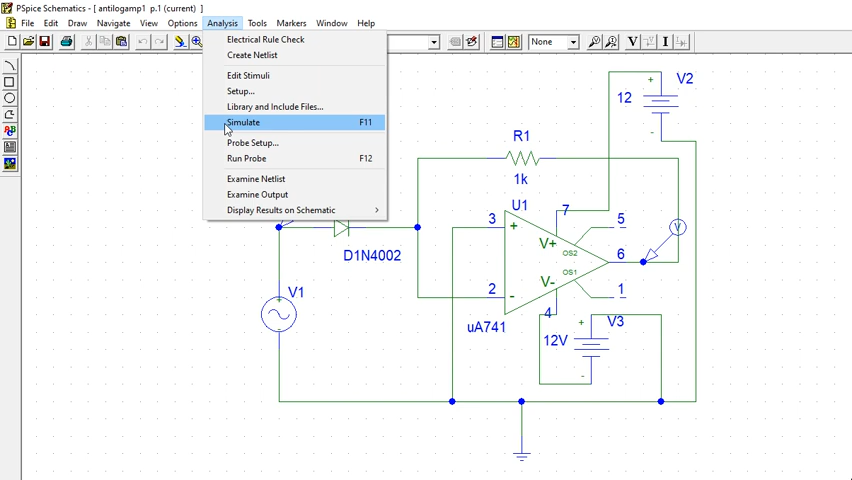 PSpice Schematics - [ antilogamp1 p.1 (current) ]
File Edit Draw Navigate View Options Analysis Tools Markers Window Help
None
V I
Electrical Rule Check
Create Netlist
Edit Stimuli
Setup...
Library and Include Files...
Simulate F11
Probe Setup...
Run Probe F12
Examine Netlist
Examine Output
Display Results on Schematic
V2
+
12
-
R1
1k
U1
7
3
5
+
V+
OS2
V
D1N4002
6
OS1
V-
2
-
1
V1
+
-
4
uA741
+
V3
12V
-